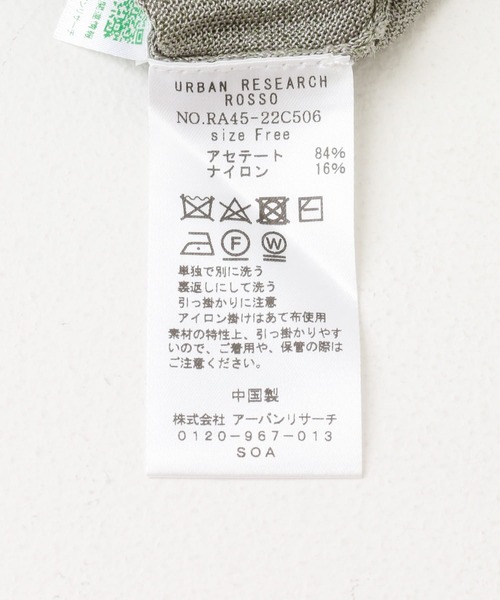 URBAN RESEARCH
ROSSO
NO.RA45-22C506
size Free
アセテート 84%
ナイロン 16%
F W
単独で別に洗う
裏返しにして洗う
引っ掛かりに注意
アイロン掛けはあて布使用
素材の特性上、引っ掛かりやす
いので、ご着用や、保管の際は
ご注意ください。
中国製
株式会社 アーバンリサーチ
0120-967-013
SOA